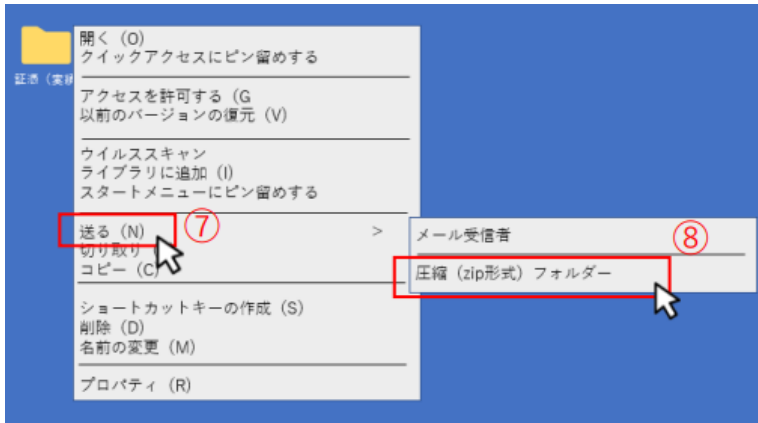 開く（O）
クイックアクセスにピン留めする
証憑（実績
アクセスを許可する（G
以前のバージョンの復元（V）
ウイルススキャン
ライブラリに追加（I）
スタートメニューにピン留めする
送る（N）
⑦
>
メール受信者
⑧
切り取り（
コピー（C）
圧縮（zip形式）フォルダー
ショートカットキーの作成（S）
削除（D）
名前の変更（M）
プロパティ（R）